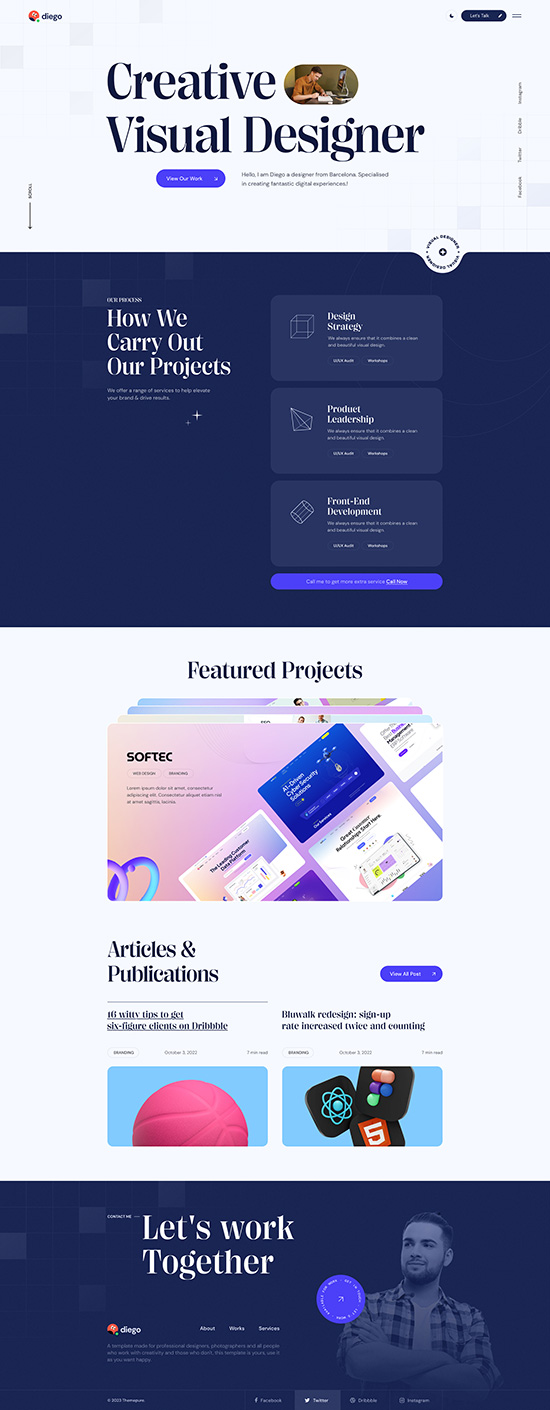 diego
Let's Talk
Creative
Visual Designer
View Our Work
Hello, I am Diego a designer from Barcelona. Specialised
in creating fantastic digital experiences!
SCROLL
Instagram
Dribble
Twitter
Facebook
VISUAL DESIGNER • VISUAL DESIGNER •
OUR PROCESS
How We
Carry Out
Our Projects
We offer a range of services to help elevate
your brand & drive results.
Design
Strategy
We always ensure that it combines a clean
and beautiful visual design.
UI/UX Audit
Workshops
Product
Leadership
We always ensure that it combines a clean
and beautiful visual design.
UI/UX Audit
Workshops
Front-End
Development
We always ensure that it combines a clean
and beautiful visual design.
UI/UX Audit
Workshops
Call me to get more extra service Call Now
Featured Projects
SOFTEC
WEB DESIGN
BRANDING
Lorem ipsum dolor sit amet, consectetur
adipiscing elit. Consectetur aliquet etiam nisl
at amet sagittis, lacinia.
AI-Driven
Cyber Security
Solutions
Our Services
The Leading Customer
Data Platform
Great Customer
Relationships Start Here
Articles &
Publications
View All Post
16 witty tips to get
six-figure clients on Dribbble
BRANDING
October 3, 2022
7 min read
Bluwalk redesign: sign-up
rate increased twice and counting
BRANDING
October 3, 2022
7 min read
CONTACT ME
Let's work
Together
diego
About
Works
Services
A template made for professional designers, photographers and all people
who work with creativity and those who don't, this template is yours, use it
as you want happy.
© 2023 Themepure
Facebook
Twitter
Dribbble
Instagram